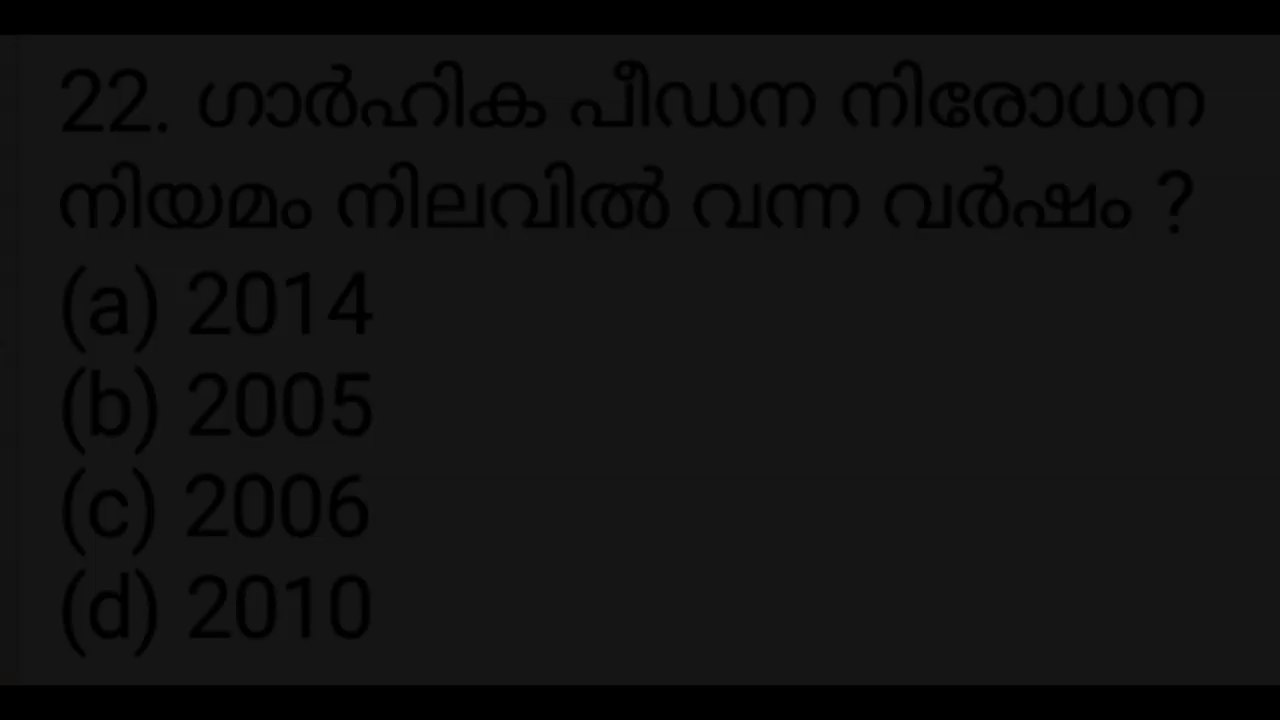 22. ഗാർഹിക പീഡന നിരോധന
നിയമം നിലവിൽ വന്ന വർഷം ?
(a) 2014
(b) 2005
(c) 2006
(d) 2010